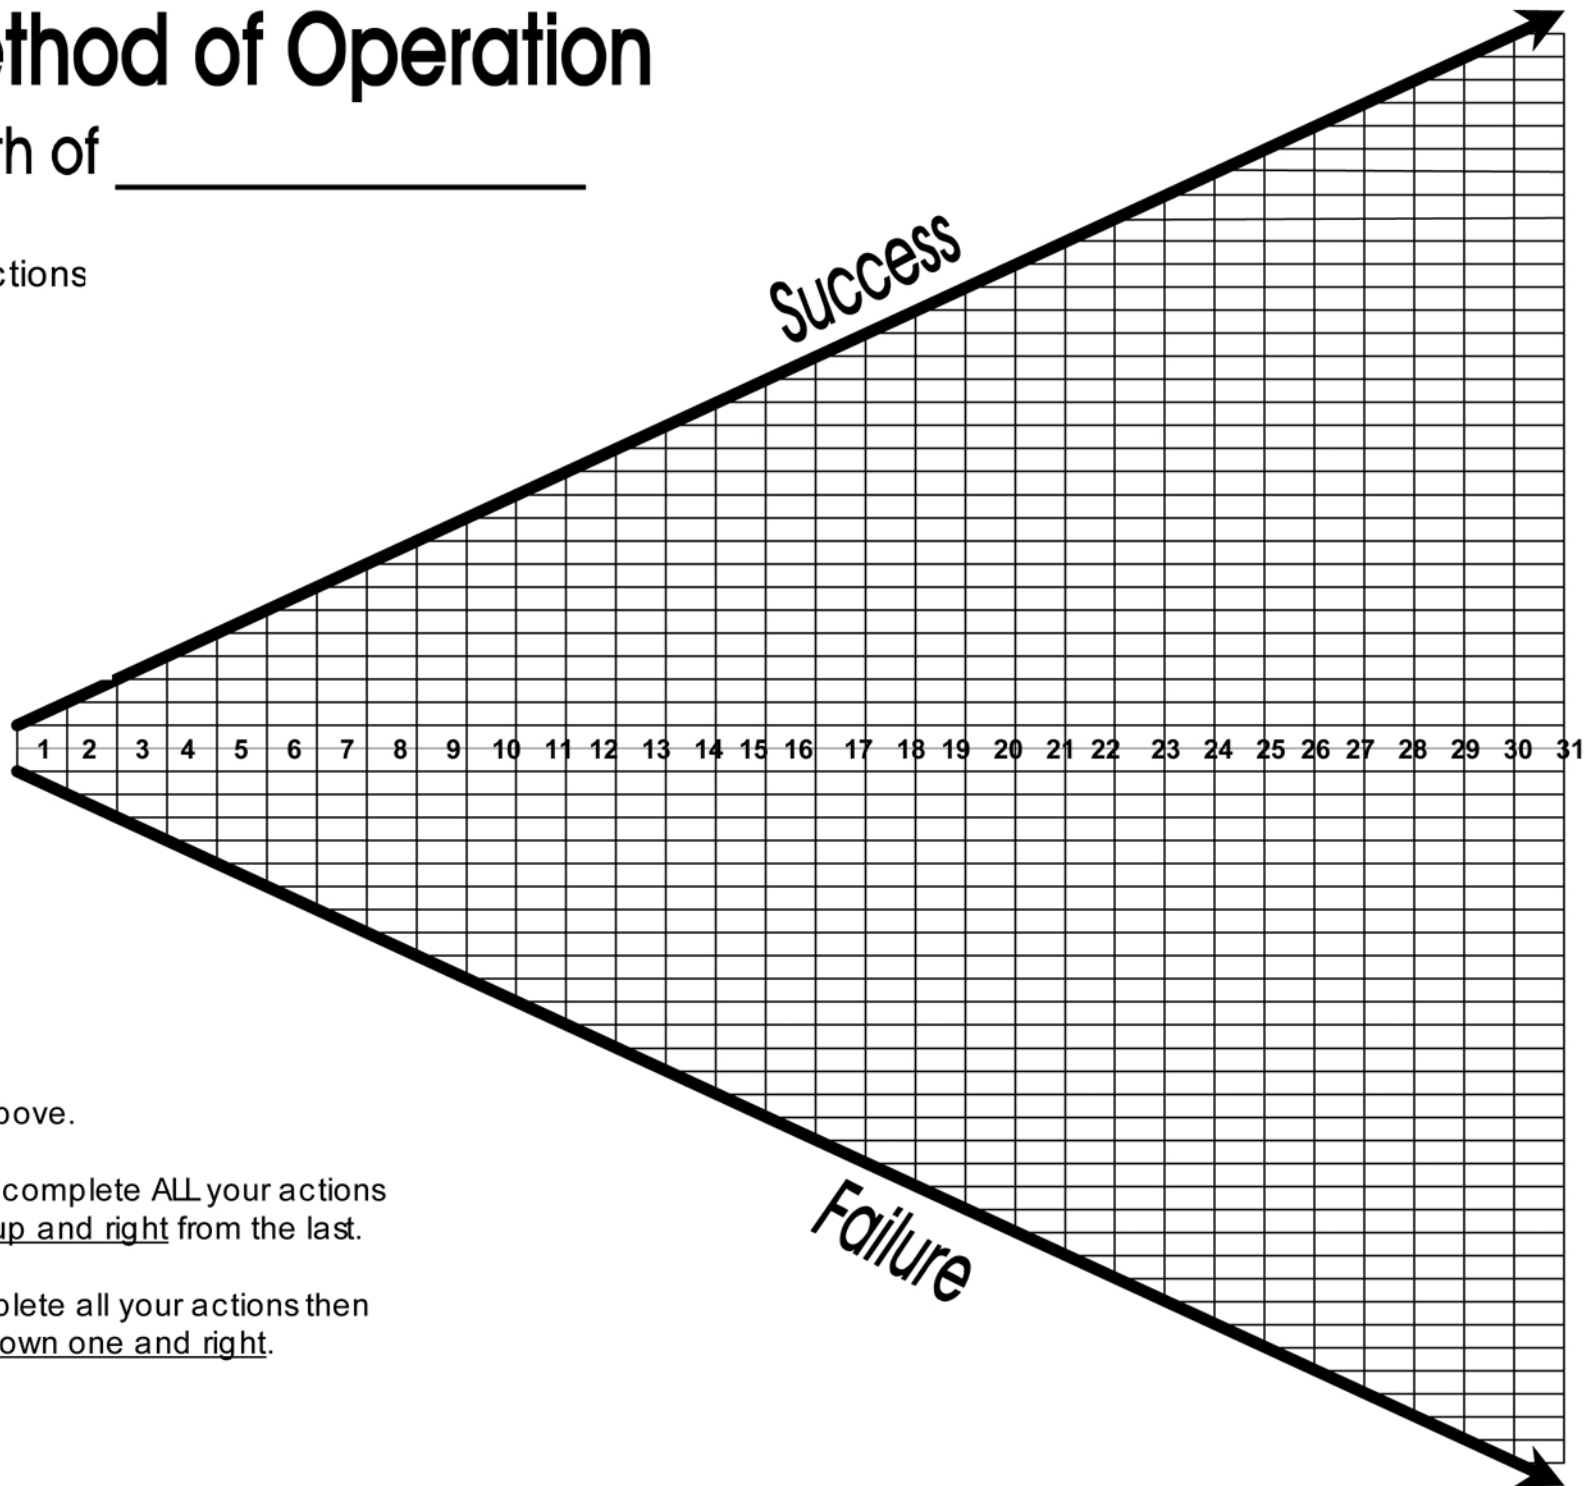 ethod of Operation
th of
ctions
Success
1 2 3 4 5 6 7 8 9 10 11 12 13 14 15 16 17 18 19 20 21 22 23 24 25 26 27 28 29 30 31
Failure
bove.
complete ALL your actions
up and right from the last.
plete all your actions then
own one and right.